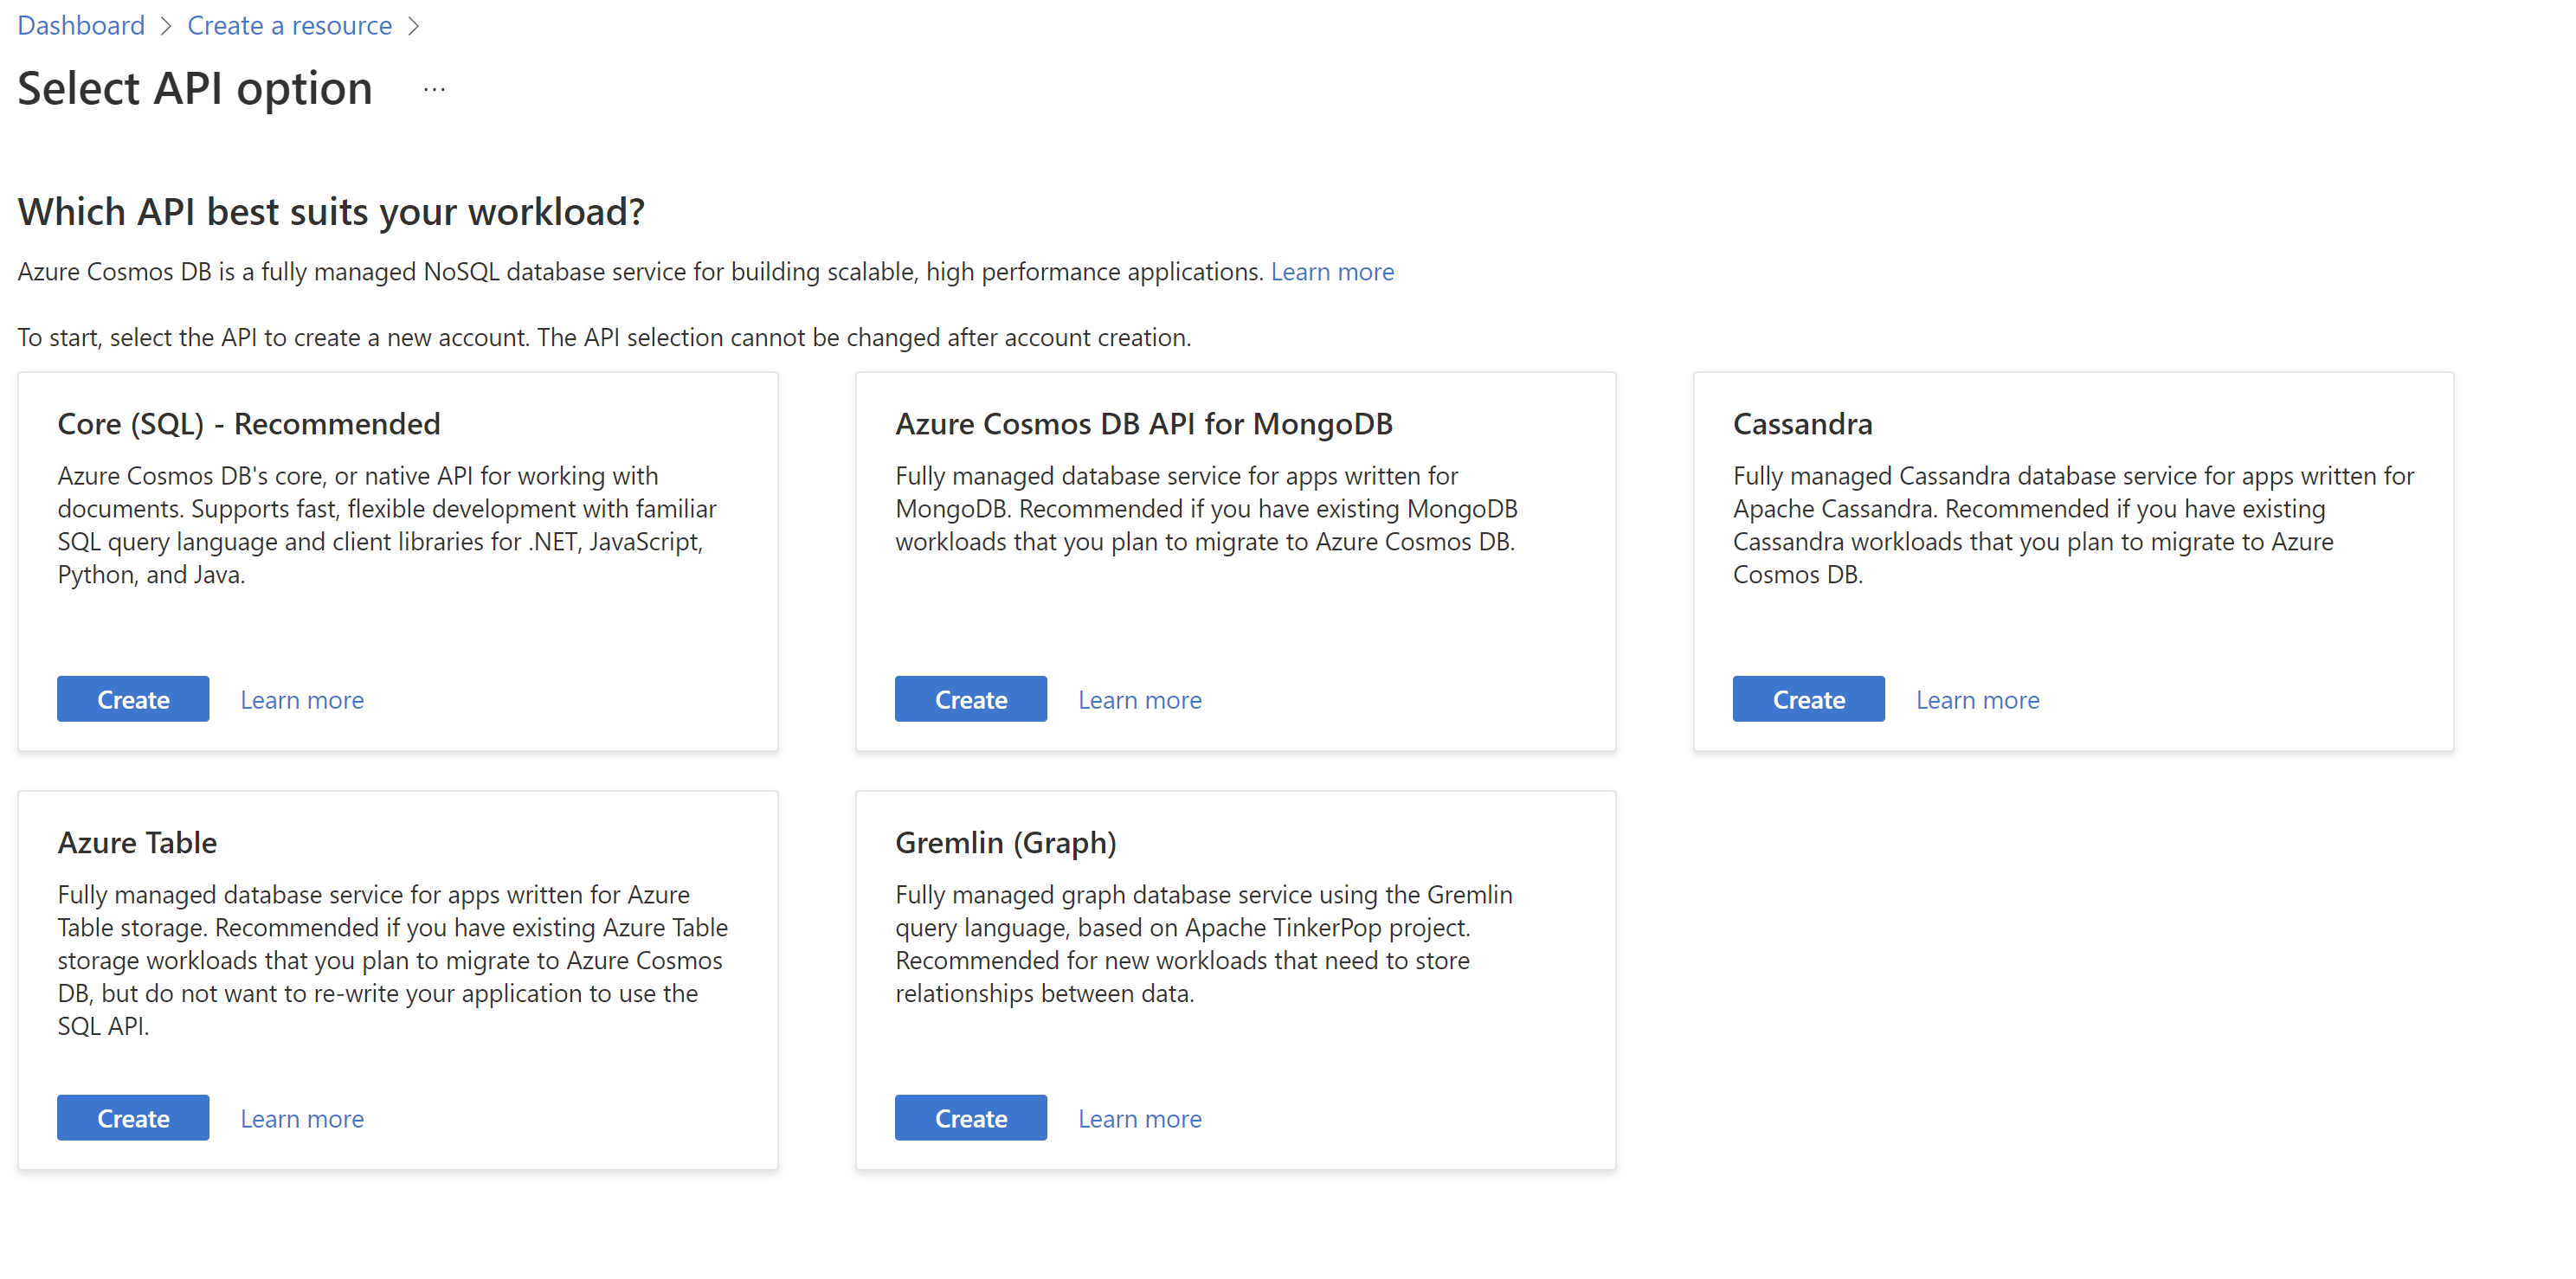 Dashboard > Create a resource >
Select API option ...
Which API best suits your workload?
Azure Cosmos DB is a fully managed NoSQL database service for building scalable, high performance applications. Learn more
To start, select the API to create a new account. The API selection cannot be changed after account creation.
Core (SQL) - Recommended
Azure Cosmos DB's core, or native API for working with
documents. Supports fast, flexible development with familiar
SQL query language and client libraries for .NET, JavaScript,
Python, and Java.
Create Learn more
Azure Cosmos DB API for MongoDB
Fully managed database service for apps written for
MongoDB. Recommended if you have existing MongoDB
workloads that you plan to migrate to Azure Cosmos DB.
Create Learn more
Cassandra
Fully managed Cassandra database service for apps written for
Apache Cassandra. Recommended if you have existing
Cassandra workloads that you plan to migrate to Azure
Cosmos DB.
Create Learn more
Azure Table
Fully managed database service for apps written for Azure
Table storage. Recommended if you have existing Azure Table
storage workloads that you plan to migrate to Azure Cosmos
DB, but do not want to re-write your application to use the
SQL API.
Create Learn more
Gremlin (Graph)
Fully managed graph database service using the Gremlin
query language, based on Apache TinkerPop project.
Recommended for new workloads that need to store
relationships between data.
Create Learn more